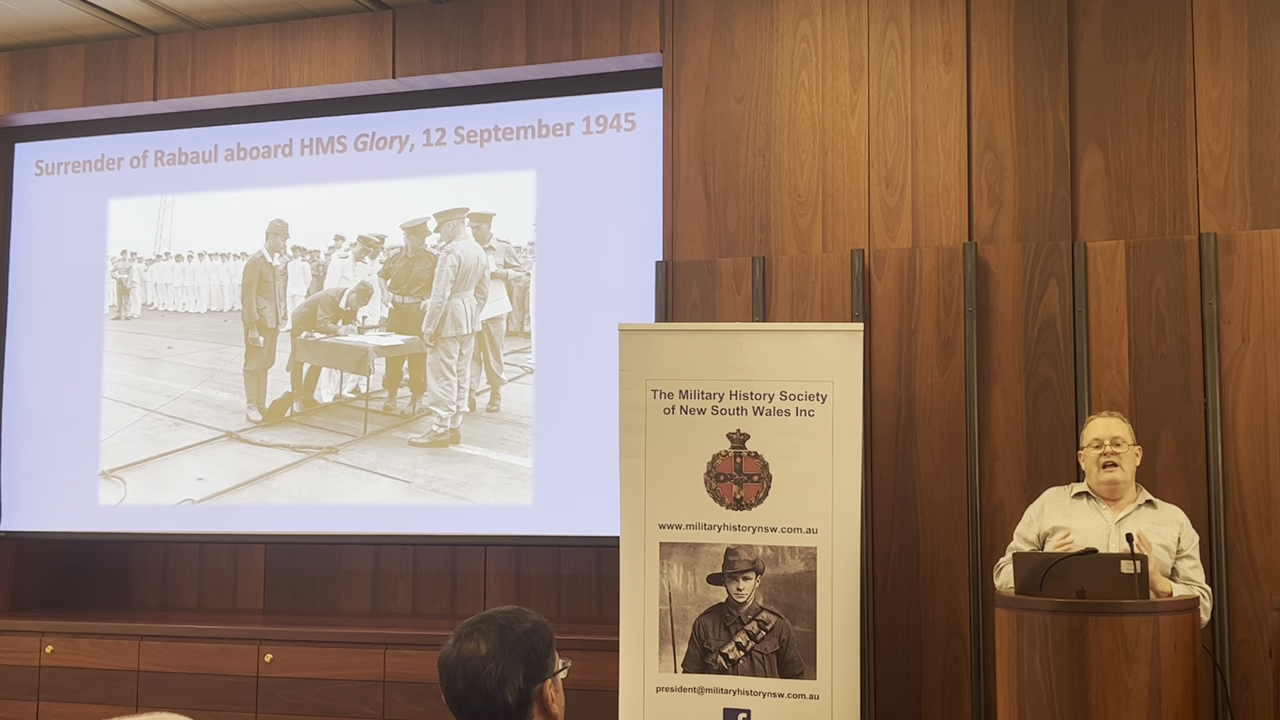 Surrender of Rabaul aboard HMS Glory, 12 September 1945
The Military History Society
of New South Wales Inc
www.militaryhistorynsw.com.au
president@militaryhistorynsw.com.au